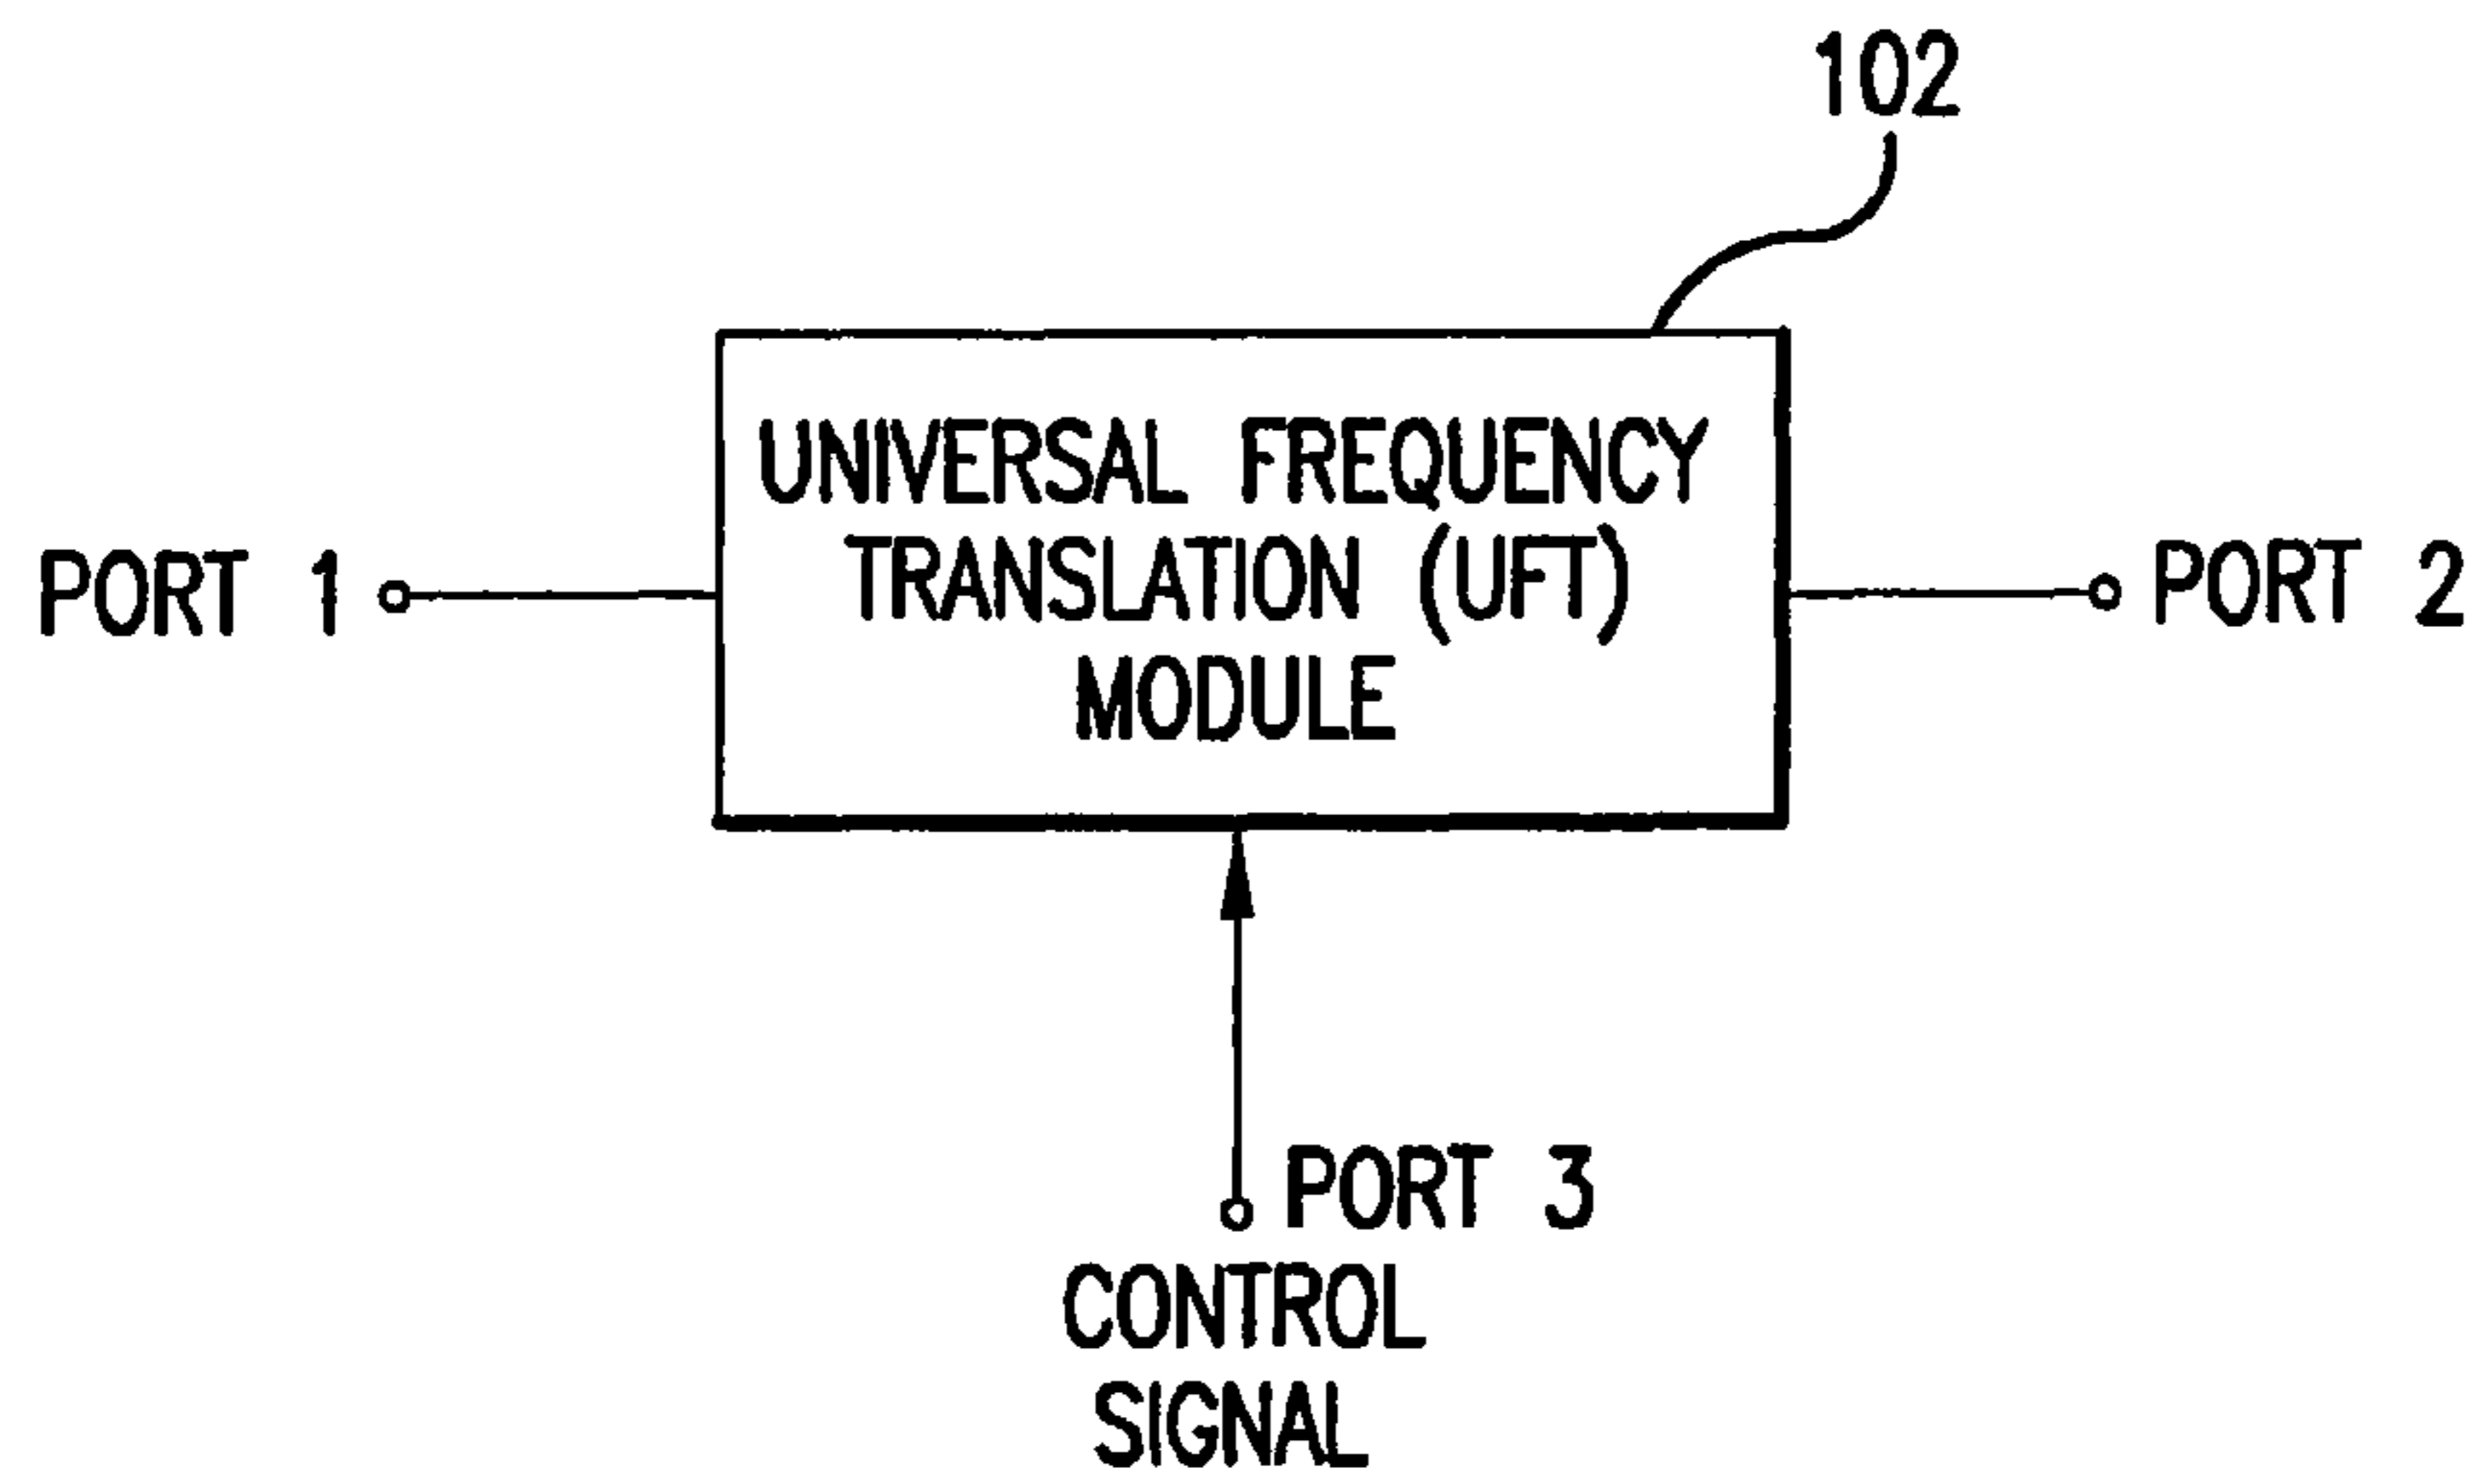 102
UNIVERSAL FREQUENCY
TRANSLATION (UFT)
MODULE
PORT 1
PORT 2
PORT 3
CONTROL
SIGNAL